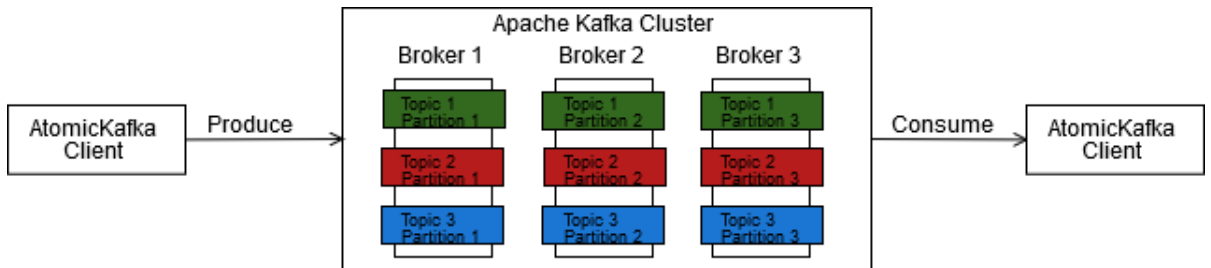 Apache Kafka Cluster
Broker 1
Broker 2
Broker 3
AtomicKafka
Client
Produce
Topic 1
Partition 1
Topic 1
Partition 2
Topic 1
Partition 3
Topic 2
Partition 1
Topic 2
Partition 2
Topic 2
Partition 3
Topic 3
Partition 1
Topic 3
Partition 2
Topic 3
Partition 3
Consume
AtomicKafka
Client